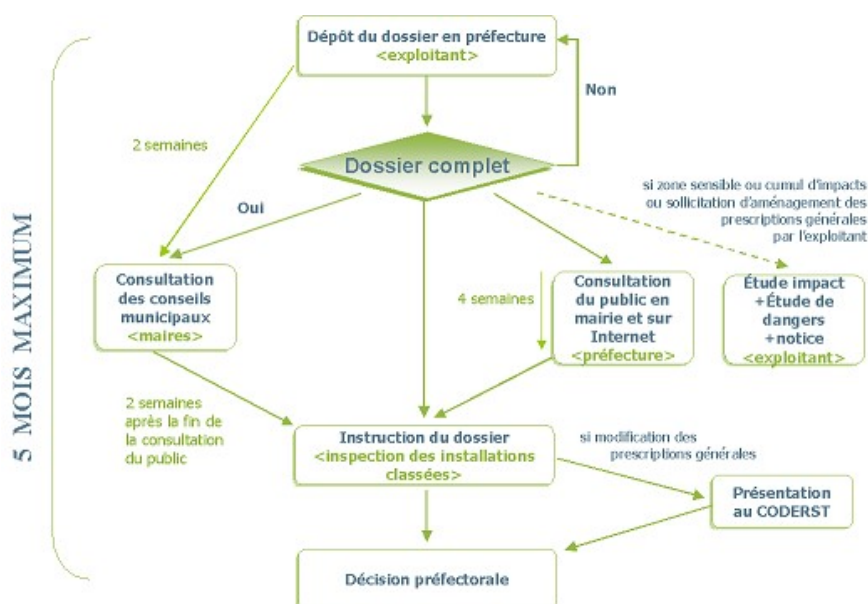 5 MOIS MAXIMUM
Dépôt du dossier en préfecture
<exploitant>
Non
2 semaines
Dossier complet
Oui
si zone sensible ou cumul d'impacts
ou sollicitation d'aménagement des
prescriptions générales
par l'exploitant
Consultation
des conseils
municipaux
<maires>
4 semaines
Consultation
du public en
mairie et sur
Internet
<préfecture>
Étude impact
+Étude de
dangers
+notice
<exploitant>
2 semaines
après la fin de
la consultation
du public
Instruction du dossier
<inspection des installations
classées>
si modification des
prescriptions générales
Présentation
au CODERST
Décision préfectorale